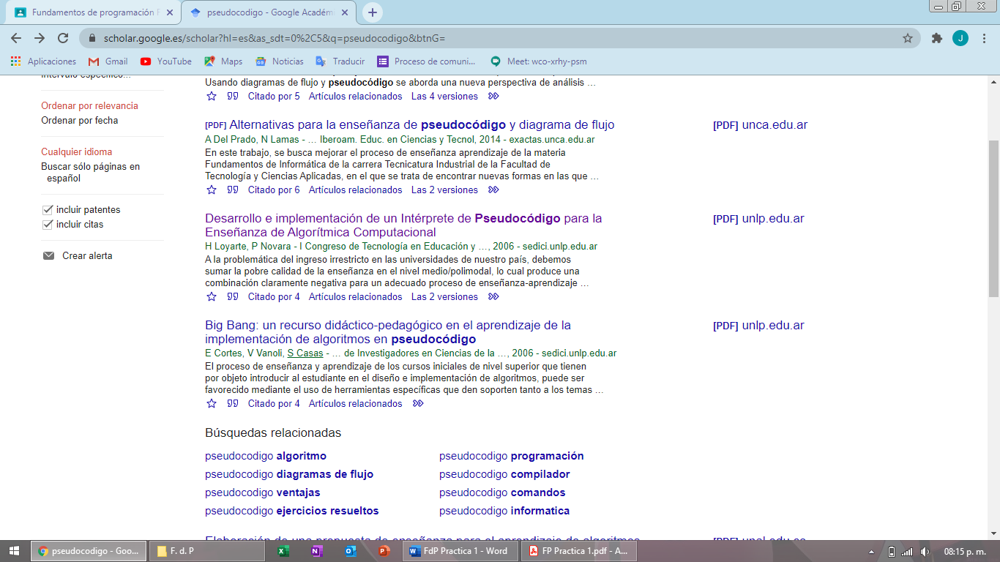 Fundamentos de programación F
pseudocodigo - Google Académi
scholar.google.es/scholar?hl=es&as_sdt=0%2C5&q=pseudocodigo&btnG=
J
Aplicaciones
Gmail
YouTube
Maps
Noticias
Traducir
Proceso de comuni...
Meet: wco-xrhy-psm
Intervalo específico...
Ordenar por relevancia
Ordenar por fecha
Cualquier idioma
Buscar sólo páginas en
español
incluir patentes
incluir citas
Crear alerta
Usando diagramas de flujo y pseudocódigo se aborda una nueva perspectiva de análisis …
Citado por 5 Artículos relacionados Las 4 versiones
[PDF] Alternativas para la enseñanza de pseudocódigo y diagrama de flujo
[PDF] unca.edu.ar
A Del Prado, N Lamas - … Iberoam. Educ. en Ciencias y Tecnol, 2014 - exactas.unca.edu.ar
En este trabajo, se busca mejorar el proceso de enseñanza aprendizaje de la materia
Fundamentos de Informática de la carrera Tecnicatura Industrial de la Facultad de
Tecnología y Ciencias Aplicadas, en el que se trata de encontrar nuevas formas en las que …
Citado por 6 Artículos relacionados Las 2 versiones
Desarrollo e implementación de un Intérprete de Pseudocódigo para la
Enseñanza de Algorítmica Computacional
[PDF] unlp.edu.ar
H Loyarte, P Novara - I Congreso de Tecnología en Educación y …, 2006 - sedici.unlp.edu.ar
A la problemática del ingreso irrestricto en las universidades de nuestro país, debemos
sumar la pobre calidad de la enseñanza en el nivel medio/polimodal, lo cual produce una
combinación claramente negativa para un adecuado proceso de enseñanza-aprendizaje …
Citado por 4 Artículos relacionados Las 2 versiones
Big Bang: un recurso didáctico-pedagógico en el aprendizaje de la
implementación de algoritmos en pseudocódigo
[PDF] unlp.edu.ar
E Cortes, V Vanoli, S Casas - … de Investigadores en Ciencias de la …, 2006 - sedici.unlp.edu.ar
El proceso de enseñanza y aprendizaje de los cursos iniciales de nivel superior que tienen
por objeto introducir al estudiante en el diseño e implementación de algoritmos, puede ser
favorecido mediante el uso de herramientas específicas que den soporten tanto a los temas …
Citado por 4 Artículos relacionados
Búsquedas relacionadas
pseudocodigo algoritmo
pseudocodigo programación
pseudocodigo diagramas de flujo
pseudocodigo compilador
pseudocodigo ventajas
pseudocodigo comandos
pseudocodigo ejercicios resueltos
pseudocodigo informatica
Elaboración de una propuesta de enseñanza para el aprendizaje de algoritmos
[PDF] unsl.edu.ar
pseudocodigo - Goo...
F. d. P
FdP Practica 1 - Word
FP Practica 1.pdf - A...
08:15 p. m.